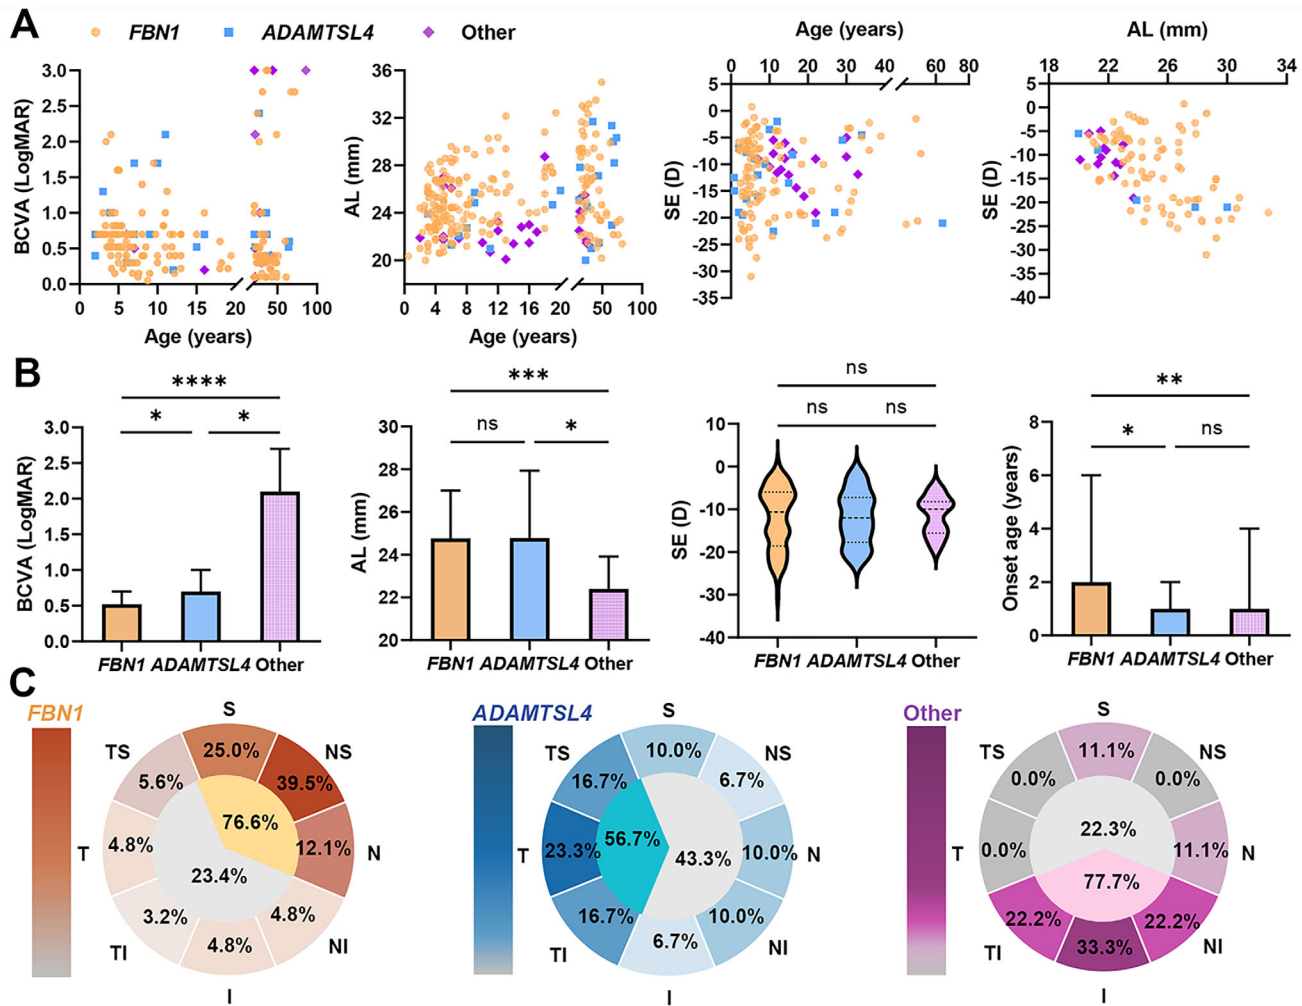 A
FBN1 ADAMTSL4 Other
BCVA (LogMAR)
3.0
2.5
2.0
1.5
1.0
0.5
0.0
0 5 10 15 20 50 100
Age (years)
AL (mm)
36
32
28
24
20
0 4 8 12 16 20 50 100
Age (years)
Age (years)
0 10 20 30 40 60 80
SE (D)
5
0
-5
-10
-15
-20
-25
-30
-35
AL (mm)
18 22 26 30 34
SE (D)
5
0
-5
-10
-15
-20
-25
-30
-35
-40
B
****
* *
BCVA (LogMAR)
3.0
2.5
2.0
1.5
1.0
0.5
0.0
FBN1 ADAMTSL4 Other
***
ns *
AL (mm)
30
28
26
24
22
20
FBN1 ADAMTSL4 Other
ns
ns ns
SE (D)
10
0
-10
-20
-30
-40
FBN1 ADAMTSL4 Other
**
* ns
Onset age (years)
8
6
4
2
0
FBN1 ADAMTSL4 Other
C
FBN1
S
TS NS
25.0%
5.6% 39.5%
76.6%
T 4.8% 12.1% N
23.4%
3.2% 4.8%
4.8%
TI NI
I
ADAMTSL4
S
TS NS
10.0%
16.7% 6.7%
56.7%
T 23.3% 43.3% 10.0% N
16.7% 10.0%
6.7%
TI NI
I
Other
S
TS NS
11.1%
0.0% 0.0%
22.3%
T 0.0% 11.1% N
77.7%
22.2% 22.2%
33.3%
TI NI
I